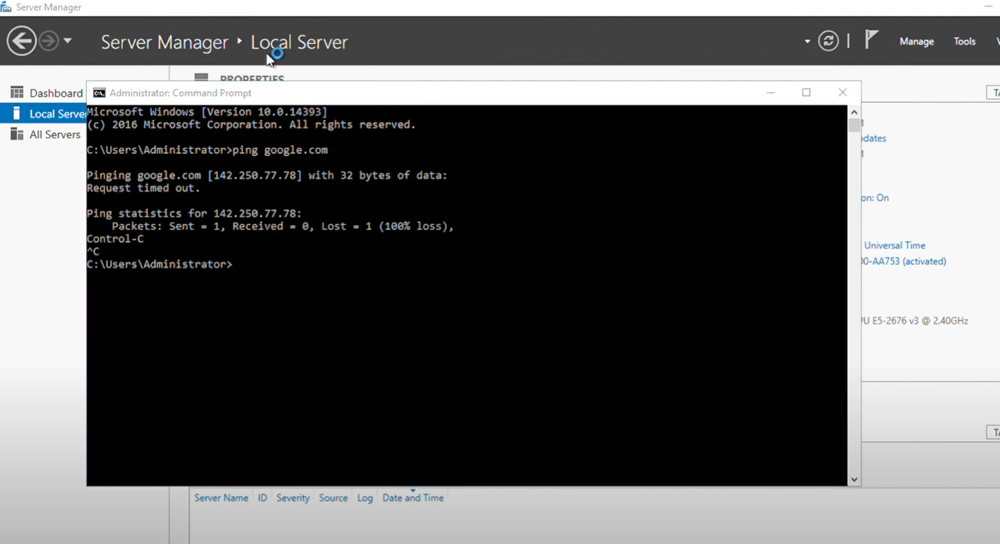 Server Manager
Server Manager ‣ Local Server
Manage Tools
PROPERTIES
Dashboard
Local Server
All Servers
Administrator: Command Prompt
Microsoft Windows [Version 10.0.14393]
(c) 2016 Microsoft Corporation. All rights reserved.
C:\Users\Administrator>ping google.com
Pinging google.com [142.250.77.78] with 32 bytes of data:
Request timed out.
Ping statistics for 142.250.77.78:
Packets: Sent = 1, Received = 0, Lost = 1 (100% loss),
Control-C
^C
C:\Users\Administrator>
dates
on: On
Universal Time
00-AA753 (activated)
PU E5-2676 v3 @ 2.40GHz
Server Name ID Severity Source Log Date and Time